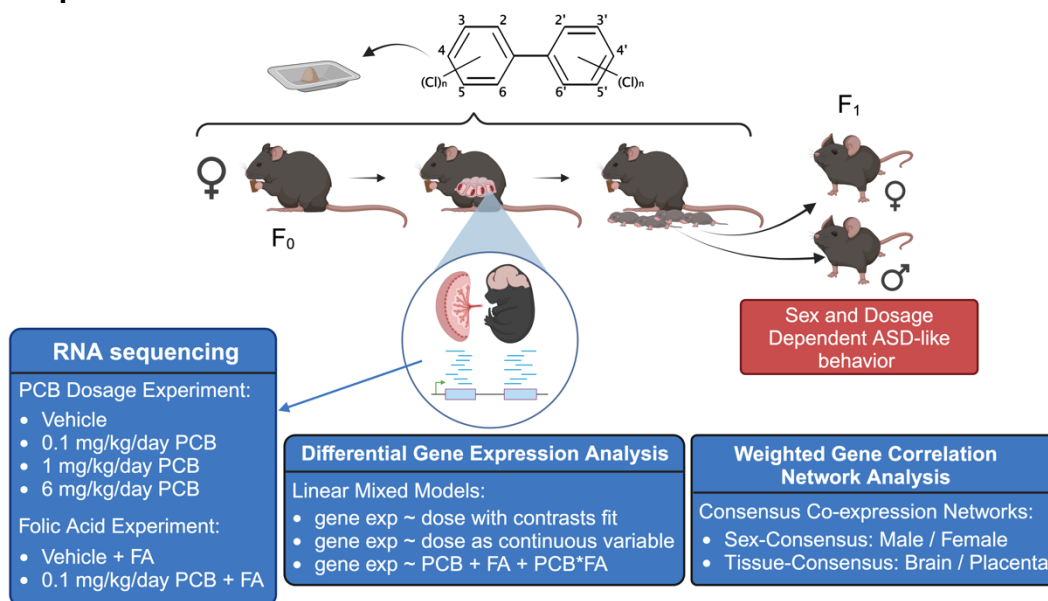 3 2 2' 3'
4 4'
(Cl)n (Cl)n
5 6 6' 5'
F1
♀
F0
♀
♂
Sex and Dosage
Dependent ASD-like
behavior
RNA sequencing
PCB Dosage Experiment:
• Vehicle
• 0.1 mg/kg/day PCB
• 1 mg/kg/day PCB
• 6 mg/kg/day PCB
Folic Acid Experiment:
• Vehicle + FA
• 0.1 mg/kg/day PCB + FA
Differential Gene Expression Analysis
Linear Mixed Models:
• gene exp ~ dose with contrasts fit
• gene exp ~ dose as continuous variable
• gene exp ~ PCB + FA + PCB*FA
Weighted Gene Correlation
Network Analysis
Consensus Co-expression Networks:
• Sex-Consensus: Male / Female
• Tissue-Consensus: Brain / Placenta